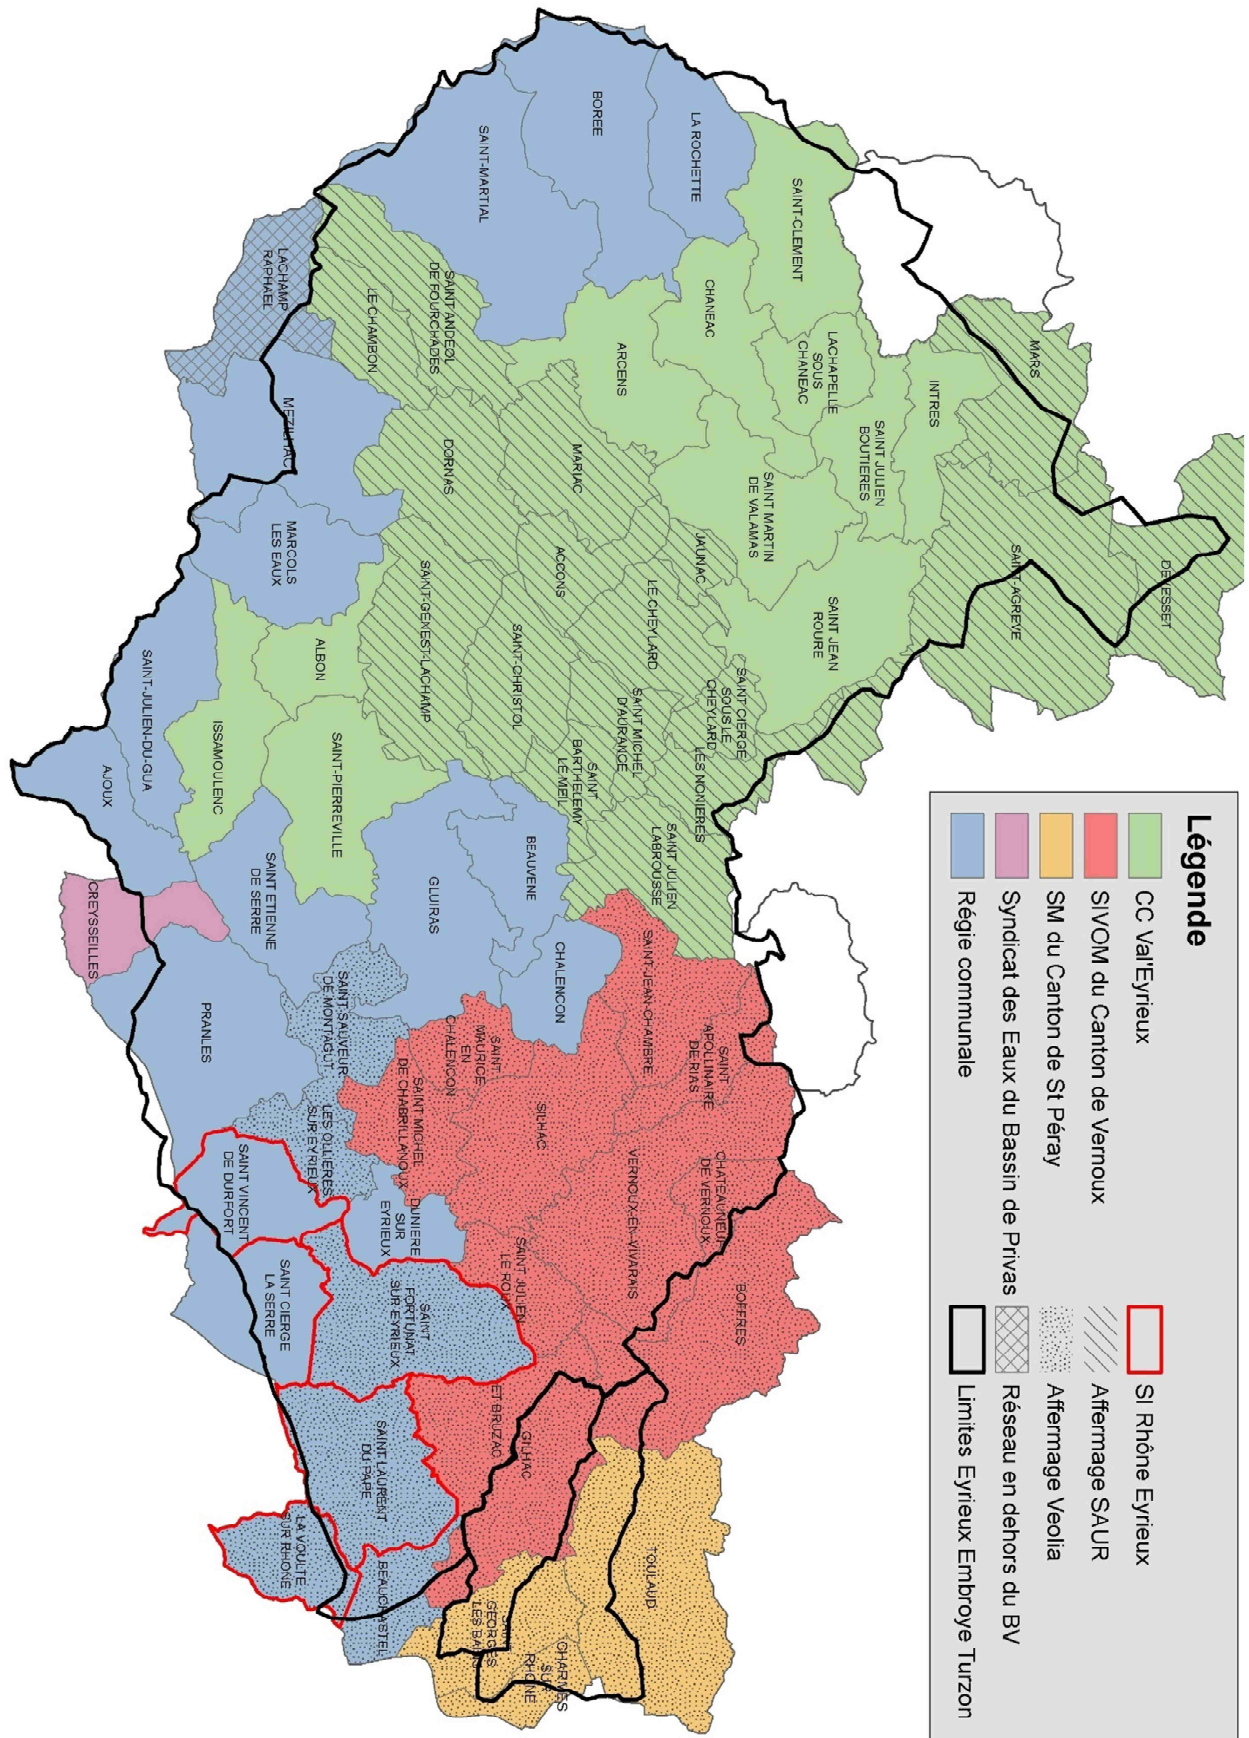 Légende
CC Val'Eyrieux
SIVOM du Canton de Vernoux
SM du Canton de St Péray
Syndicat des Eaux du Bassin de Privas
Régie communale
SI Rhône Eyrieux
Affermage SAUR
Affermage Veolia
Réseau en dehors du BV
Limites Eyrieux Embroye Turzon
DEVESSET
MARS
SAINT-AGREVE
INTRES
SAINT JULIEN
BOUTIERES
LACHAPELLE
SOUS
CHANEAC
SAINT-CLEMENT
CHANEAC
SAINT JEAN
ROURE
SAINT MARTIN
DE VALAMAS
LA ROCHETTE
BOREE
SAINT-MARTIAL
ARCENS
JAUNAC
MARIAC
LE CHEYLARD
SAINT CIERGE
SOUS LE
CHEYLARD
LES NONIERES
ACCONS
SAINT MICHEL
D'AURANCE
SAINT
BARTHELEMY
LE MEIL
SAINT JULIEN
LABROUSSE
SAINT ANDEOL
DE FOURCHADES
LE CHAMBON
DORNAS
SAINT-CHRISTOL
SAINT-GENEST-LACHAMP
LACHAMP
RAPHAEL
MEZILHAC
MARCOLS
LES EAUX
ALBON
SAINT-PIERREVILLE
ISSAMOULENC
SAINT-JULIEN-DU-GUA
AJOUX
BEAUVENE
GLUIRAS
CHALENCON
SAINT ETIENNE
DE SERRE
CREYSSEILLES
PRANLES
SAINT SAUVEUR
DE MONTAGUT
SAINT-JEAN-CHAMBRE
SAINT
APOLLINAIRE
DE RIAS
SAINT
MAURICE
EN
CHALENCON
SILHAC
SAINT MICHEL
DE CHABRILLANOUX
CHATEAUNEUF
DE VERNOUX
VERNOUX-EN-VIVARAIS
BOFFRES
LES OLLIERES
SUR EYRIEUX
DUNIERE
SUR
EYRIEUX
SAINT JULIEN
LE ROUX
SAINT VINCENT
DE DURFORT
SAINT CIERGE
LA SERRE
SAINT
FORTUNAT
SUR EYRIEUX
GILHAC
ET BRUZAC
SAINT LAURENT
DU PAPE
LA VOULTE
SUR RHONE
BEAUCHASTEL
TOULAUD
SAINT
GEORGES
LES BAINS
CHARMES
SUR
RHONE